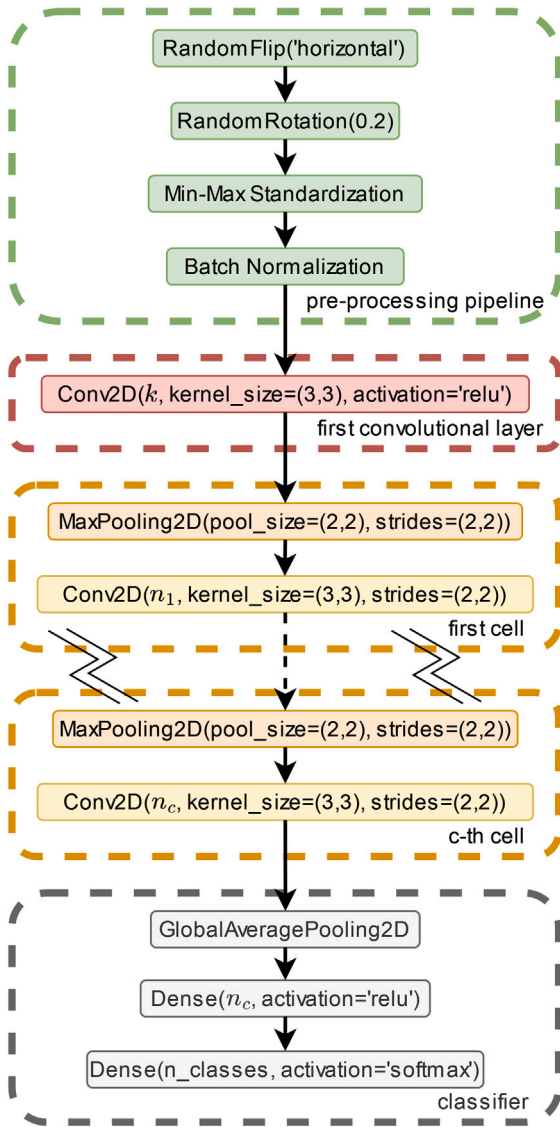 RandomFlip('horizontal')
RandomRotation(0.2)
Min-Max Standardization
Batch Normalization
pre-processing pipeline
Conv2D(k, kernel_size=(3,3), activation='relu')
first convolutional layer
MaxPooling2D(pool_size=(2,2), strides=(2,2))
Conv2D(n₁, kernel_size=(3,3), strides=(2,2))
first cell
MaxPooling2D(pool_size=(2,2), strides=(2,2))
Conv2D(n_c, kernel_size=(3,3), strides=(2,2))
c-th cell
GlobalAveragePooling2D
Dense(n_c, activation='relu')
Dense(n_classes, activation='softmax')
classifier